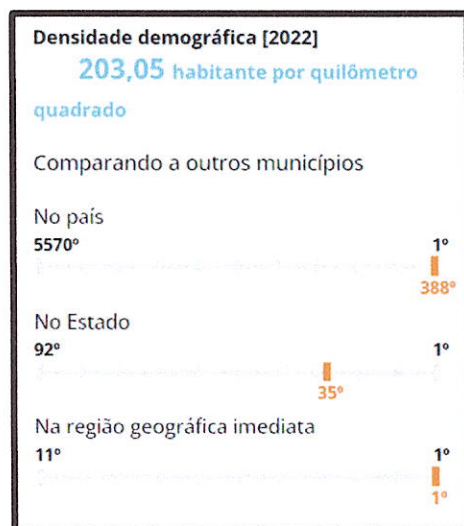 Densidade demográfica [2022]
203,05 habitante por quilômetro
quadrado
Comparando a outros municípios
No país
5570º 1º
388º
No Estado
92º 1º
35º
Na região geográfica imediata
11º 1º
1º